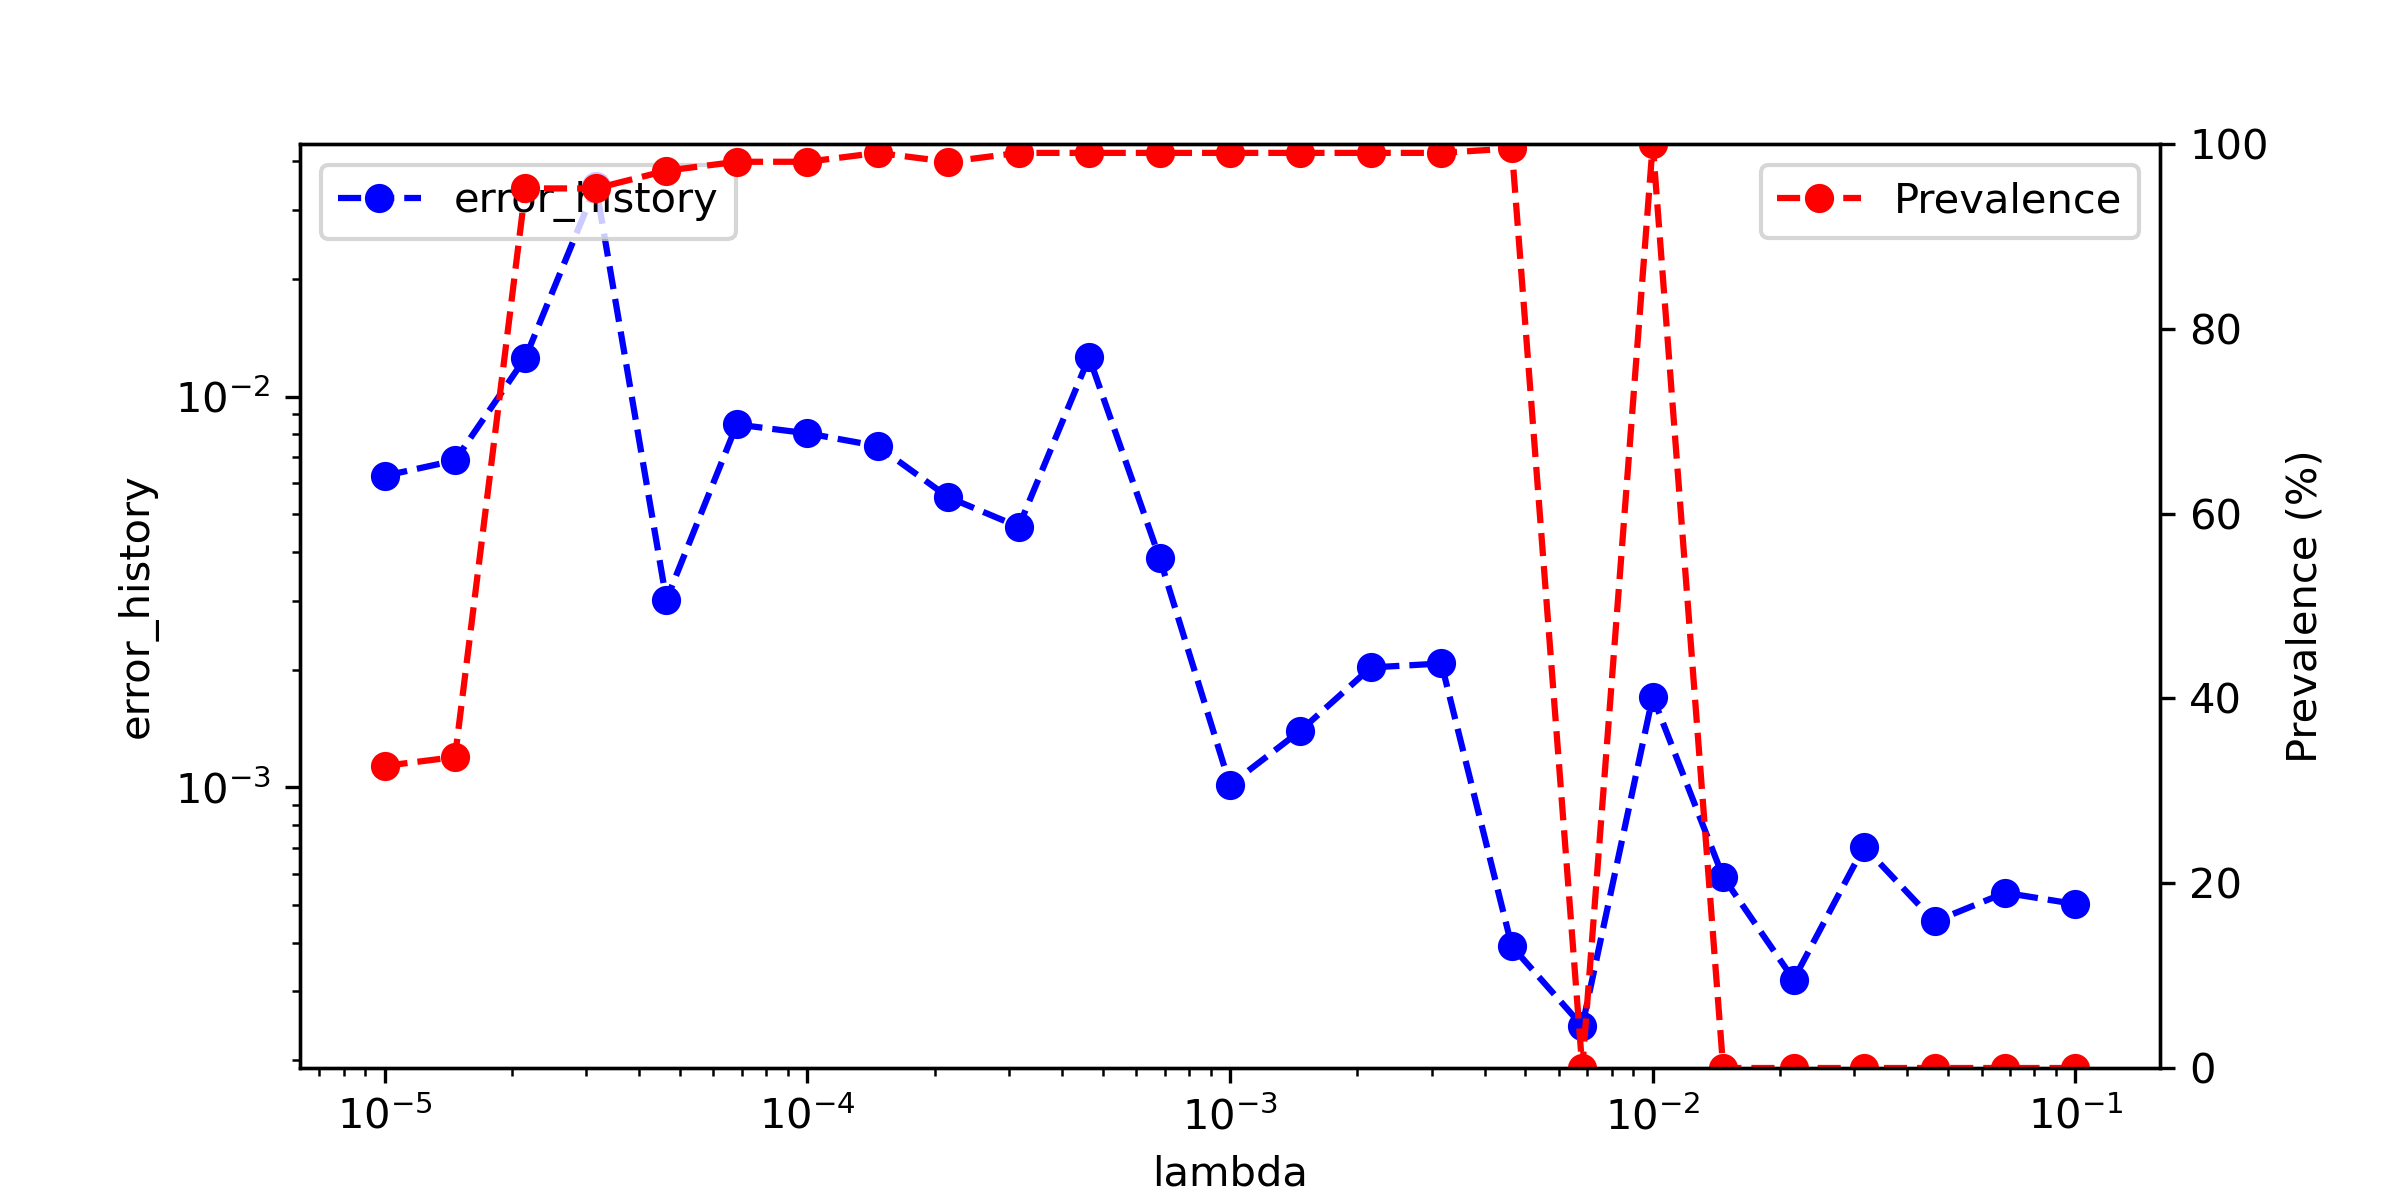 error_history
Prevalence
10⁻²
10⁻³
error_history
100
80
60
40
20
0
Prevalence (%)
10⁻⁵
10⁻⁴
10⁻³
10⁻²
10⁻¹
lambda